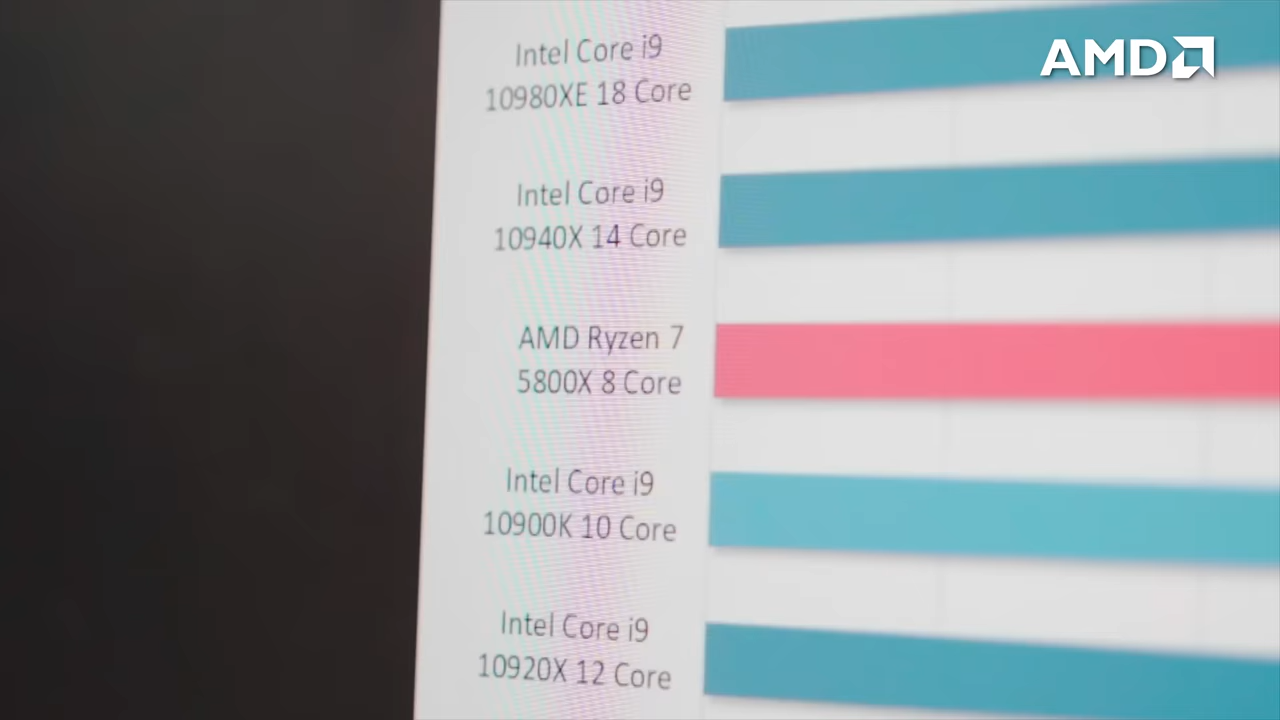 AMD
Intel Core i9
10980XE 18 Core
Intel Core i9
10940X 14 Core
AMD Ryzen 7
5800X 8 Core
Intel Core i9
10900K 10 Core
Intel Core i9
10920X 12 Core